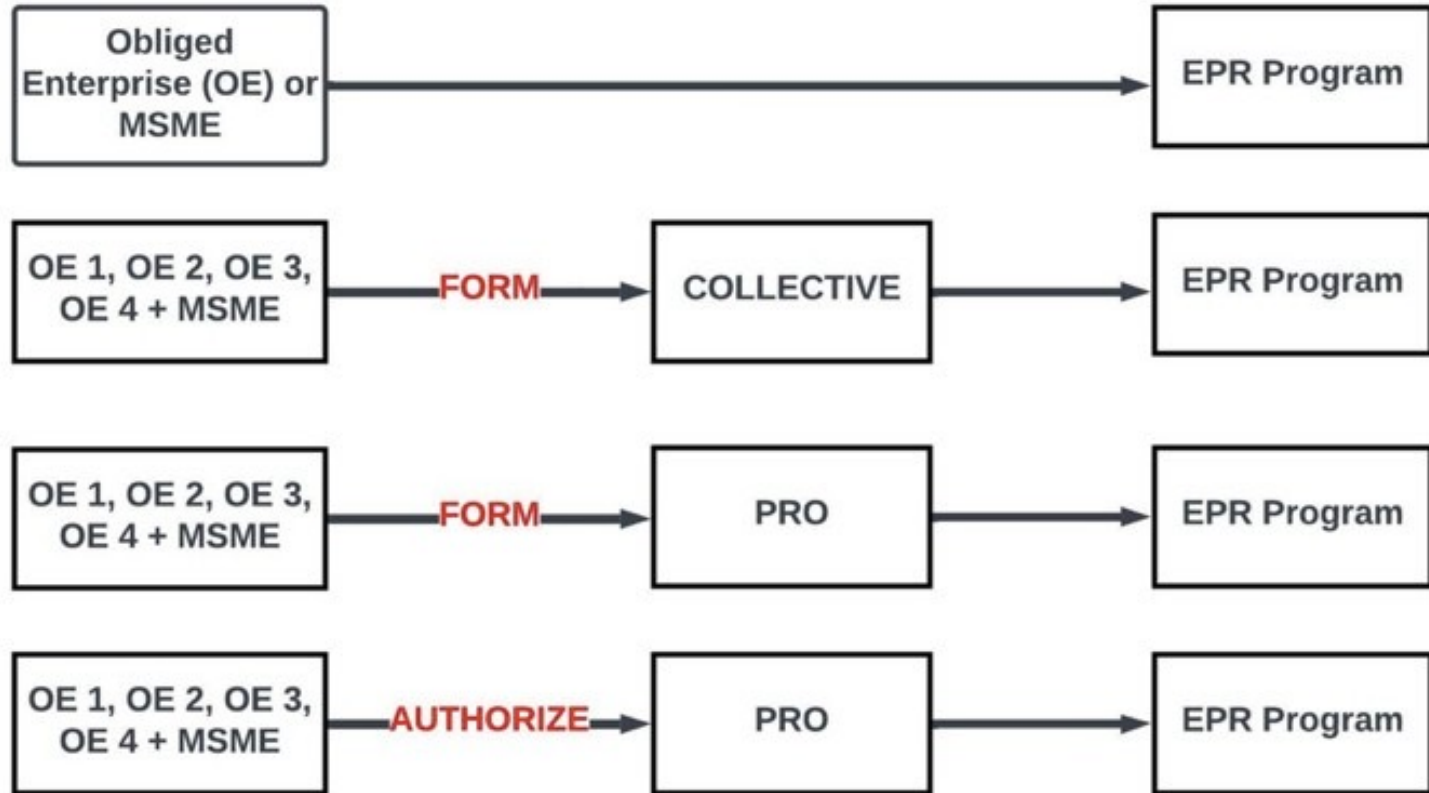 Obliged
Enterprise (OE) or
MSME
EPR Program
OE 1, OE 2, OE 3,
OE 4 + MSME
FORM
COLLECTIVE
EPR Program
OE 1, OE 2, OE 3,
OE 4 + MSME
FORM
PRO
EPR Program
OE 1, OE 2, OE 3,
OE 4 + MSME
AUTHORIZE
PRO
EPR Program